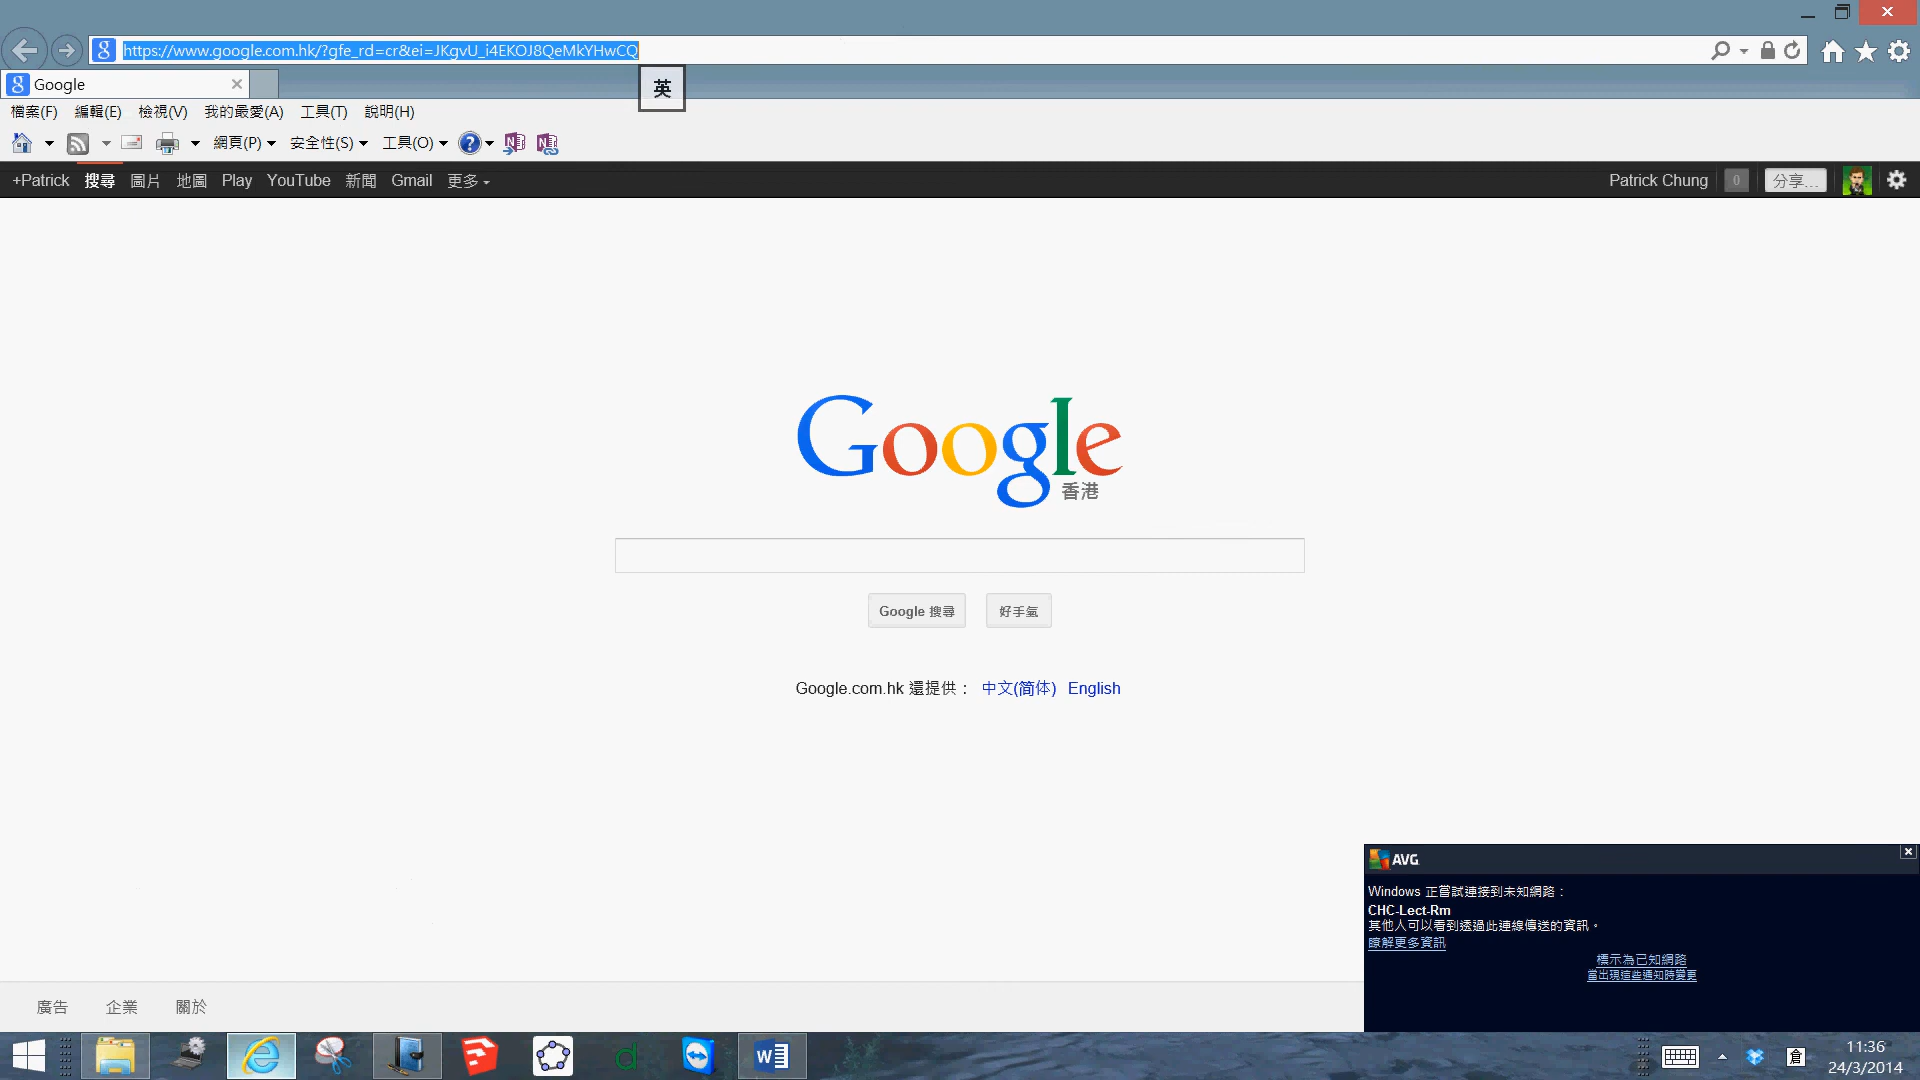 https://www.google.com.hk/?gfe_rd=cr&ei=JKgvU_i4EKOJ8QeMkYHwCQ
Google
英
檔案(F) 編輯(E) 檢視(V) 我的最愛(A) 工具(T) 說明(H)
網頁(P) 安全性(S) 工具(O)
+Patrick 搜尋 圖片 地圖 Play YouTube 新聞 Gmail 更多 Patrick Chung 0 分享...
Google
香港
Google 搜尋 好手氣
Google.com.hk 還提供： 中文(简体) English
AVG
Windows 正嘗試連接到未知網路：
CHC-Lect-Rm
其他人可以看到透過此連線傳送的資訊。
瞭解更多資訊
標示為已知網路
當出現這些通知時變更
廣告 企業 關於
倉
11:36
24/3/2014